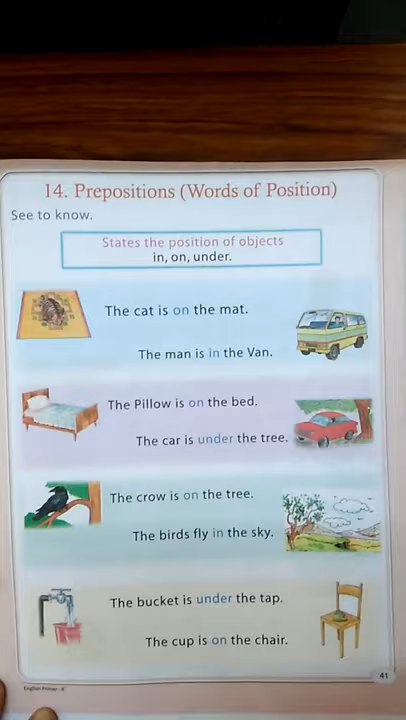 14. Prepositions (Words of Position)
See to know.
States the position of objects
in, on, under.
The cat is on the mat.
The man is in the Van.
The Pillow is on the bed.
The car is under the tree.
The crow is on the tree.
The birds fly in the sky.
The bucket is under the tap.
The cup is on the chair.
41
English Primer -